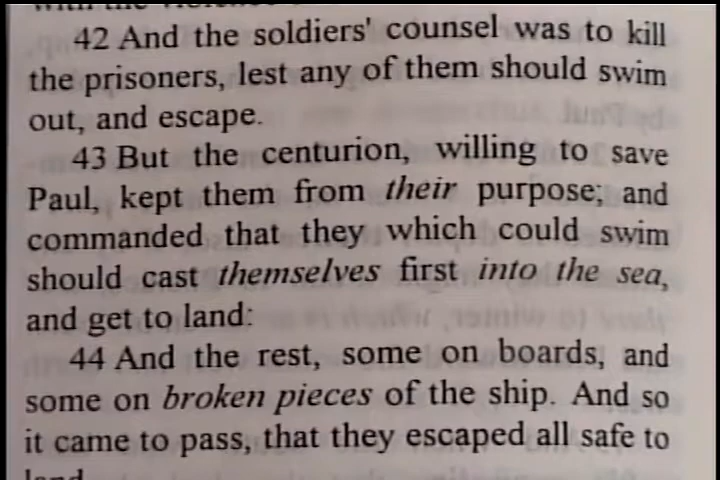 42 And the soldiers' counsel was to kill
the prisoners, lest any of them should swim
out, and escape.
43 But the centurion, willing to save
Paul, kept them from their purpose; and
commanded that they which could swim
should cast themselves first into the sea,
and get to land:
44 And the rest, some on boards, and
some on broken pieces of the ship. And so
it came to pass, that they escaped all safe to
land.